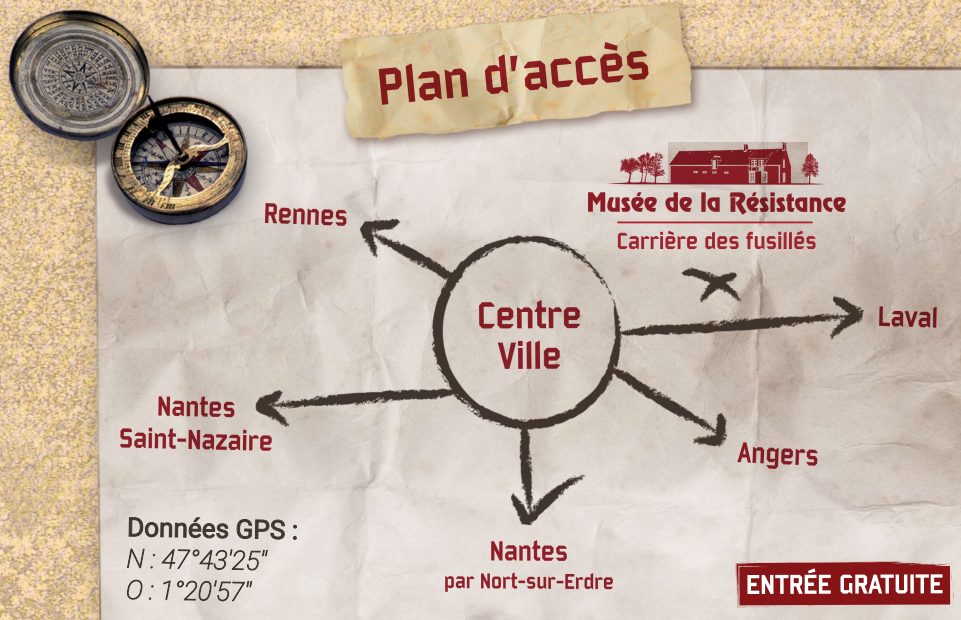 Plan d'accès
Musée de la Résistance
Carrière des fusillés
Rennes
Centre
Ville
Laval
Nantes
Saint-Nazaire
Angers
Données GPS :
N : 47°43'25"
O : 1°20'57"
Nantes
par Nort-sur-Erdre
ENTRÉE GRATUITE